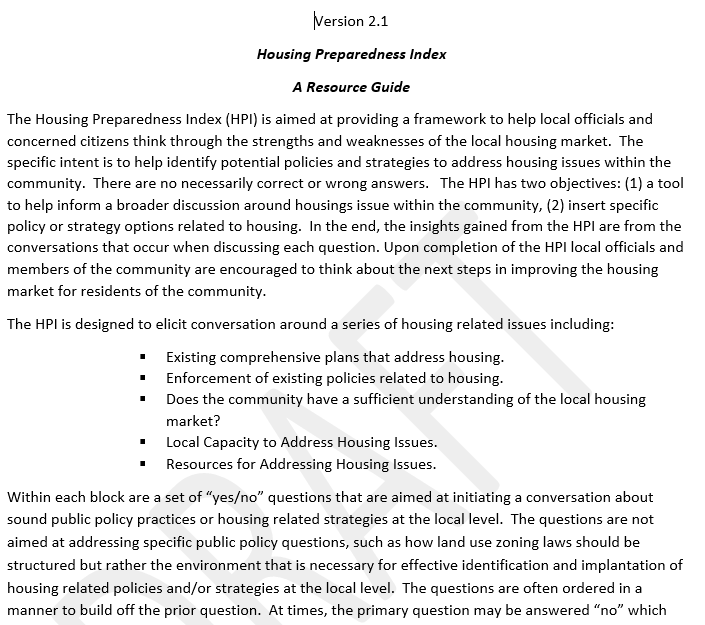 Version 2.1
Housing Preparedness Index
A Resource Guide
The Housing Preparedness Index (HPI) is aimed at providing a framework to help local officials and
concerned citizens think through the strengths and weaknesses of the local housing market.  The
specific intent is to help identify potential policies and strategies to address housing issues within the
community.  There are no necessarily correct or wrong answers.   The HPI has two objectives: (1) a tool
to help inform a broader discussion around housings issue within the community, (2) insert specific
policy or strategy options related to housing.  In the end, the insights gained from the HPI are from the
conversations that occur when discussing each question. Upon completion of the HPI local officials and
members of the community are encouraged to think about the next steps in improving the housing
market for residents of the community.
The HPI is designed to elicit conversation around a series of housing related issues including:
▪ Existing comprehensive plans that address housing.
▪ Enforcement of existing policies related to housing.
▪ Does the community have a sufficient understanding of the local housing
market?
▪ Local Capacity to Address Housing Issues.
▪ Resources for Addressing Housing Issues.
Within each block are a set of “yes/no” questions that are aimed at initiating a conversation about
sound public policy practices or housing related strategies at the local level.  The questions are not
aimed at addressing specific public policy questions, such as how land use zoning laws should be
structured but rather the environment that is necessary for effective identification and implantation of
housing related policies and/or strategies at the local level.  The questions are often ordered in a
manner to build off the prior question.  At times, the primary question may be answered “no” which
DRAFT